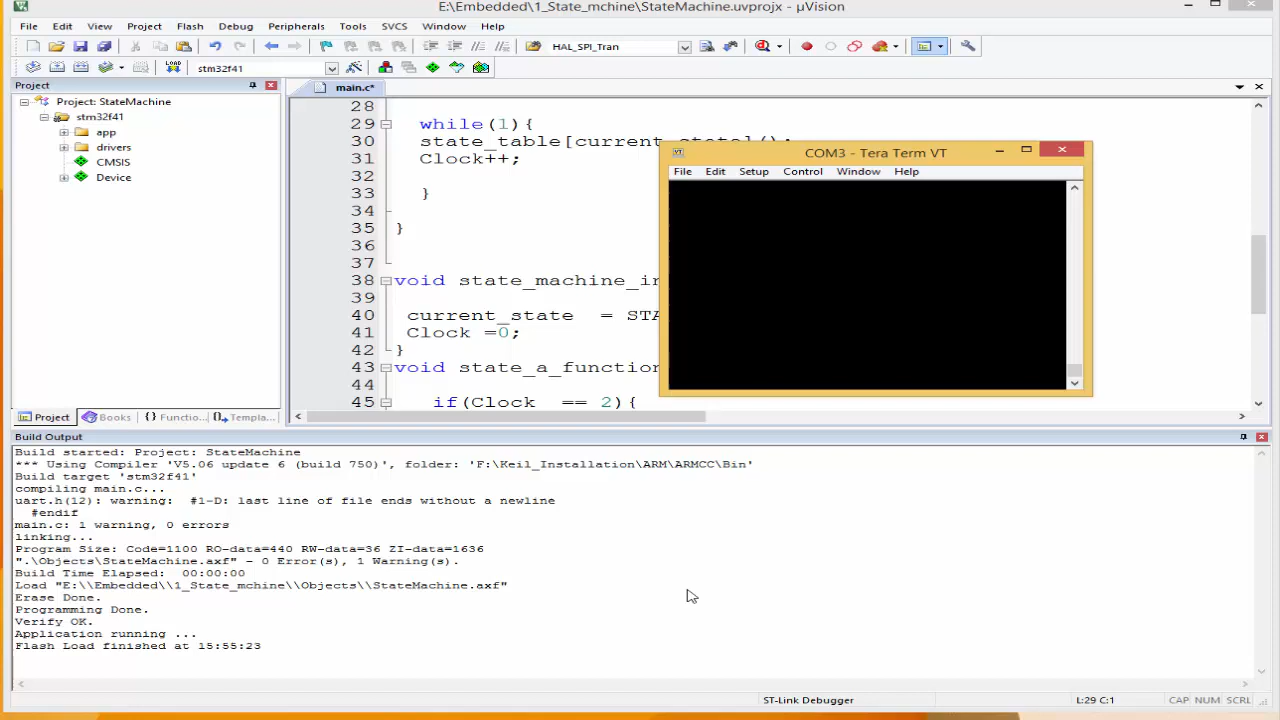 E:\Embedded\1_State_mchine\StateMachine.uvprojx - µVision
File Edit View Project Flash Debug Peripherals Tools SVCS Window Help
HAL_SPI_Tran
LOAD stm32f41
Project
main.c*
Project: StateMachine
stm32f41
app
drivers
CMSIS
Device
28
29 while(1){
30 state_table[current_state]();
31 Clock++;
32
33 }
34
35 }
36
37
38 void state_machine_in
39
40 current_state = STA
41 Clock =0;
42 }
43 void state_a_function
44
45 if(Clock == 2){
COM3 - Tera Term VT
File Edit Setup Control Window Help
Project Books {} Functio... Templa...
Build Output
Build started: Project: StateMachine
*** Using Compiler 'V5.06 update 6 (build 750)', folder: 'F:\Keil_Installation\ARM\ARMCC\Bin'
Build target 'stm32f41'
compiling main.c...
uart.h(12): warning:  #1-D: last line of file ends without a newline
#endif
main.c: 1 warning, 0 errors
linking...
Program Size: Code=1100 RO-data=440 RW-data=36 ZI-data=1636
".\Objects\StateMachine.axf" - 0 Error(s), 1 Warning(s).
Build Time Elapsed:  00:00:00
Load "E:\\Embedded\\1_State_mchine\\Objects\\StateMachine.axf"
Erase Done.
Programming Done.
Verify OK.
Application running ...
Flash Load finished at 15:55:23
ST-Link Debugger L:29 C:1 CAP NUM SCRL